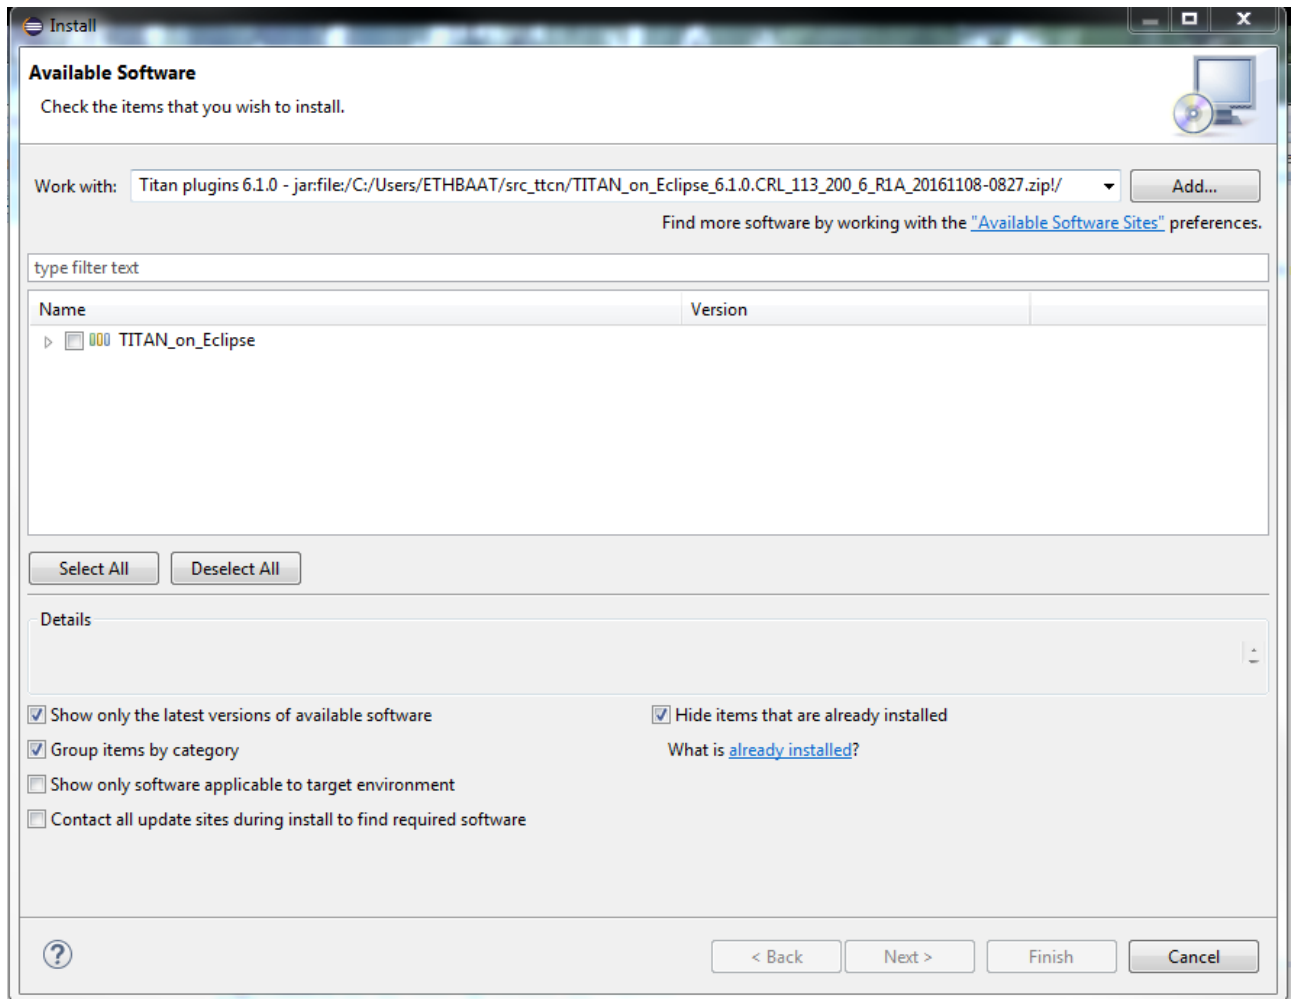 Install
Available Software
Check the items that you wish to install.
Work with: Titan plugins 6.1.0 - jar:file:/C:/Users/ETHBAAT/src_ttcn/TITAN_on_Eclipse_6.1.0.CRL_113_200_6_R1A_20161108-0827.zip!/ Add...
Find more software by working with the "Available Software Sites" preferences.
type filter text
Name Version
TITAN_on_Eclipse
Select All Deselect All
Details
Show only the latest versions of available software Hide items that are already installed
Group items by category What is already installed?
Show only software applicable to target environment
Contact all update sites during install to find required software
? < Back Next > Finish Cancel